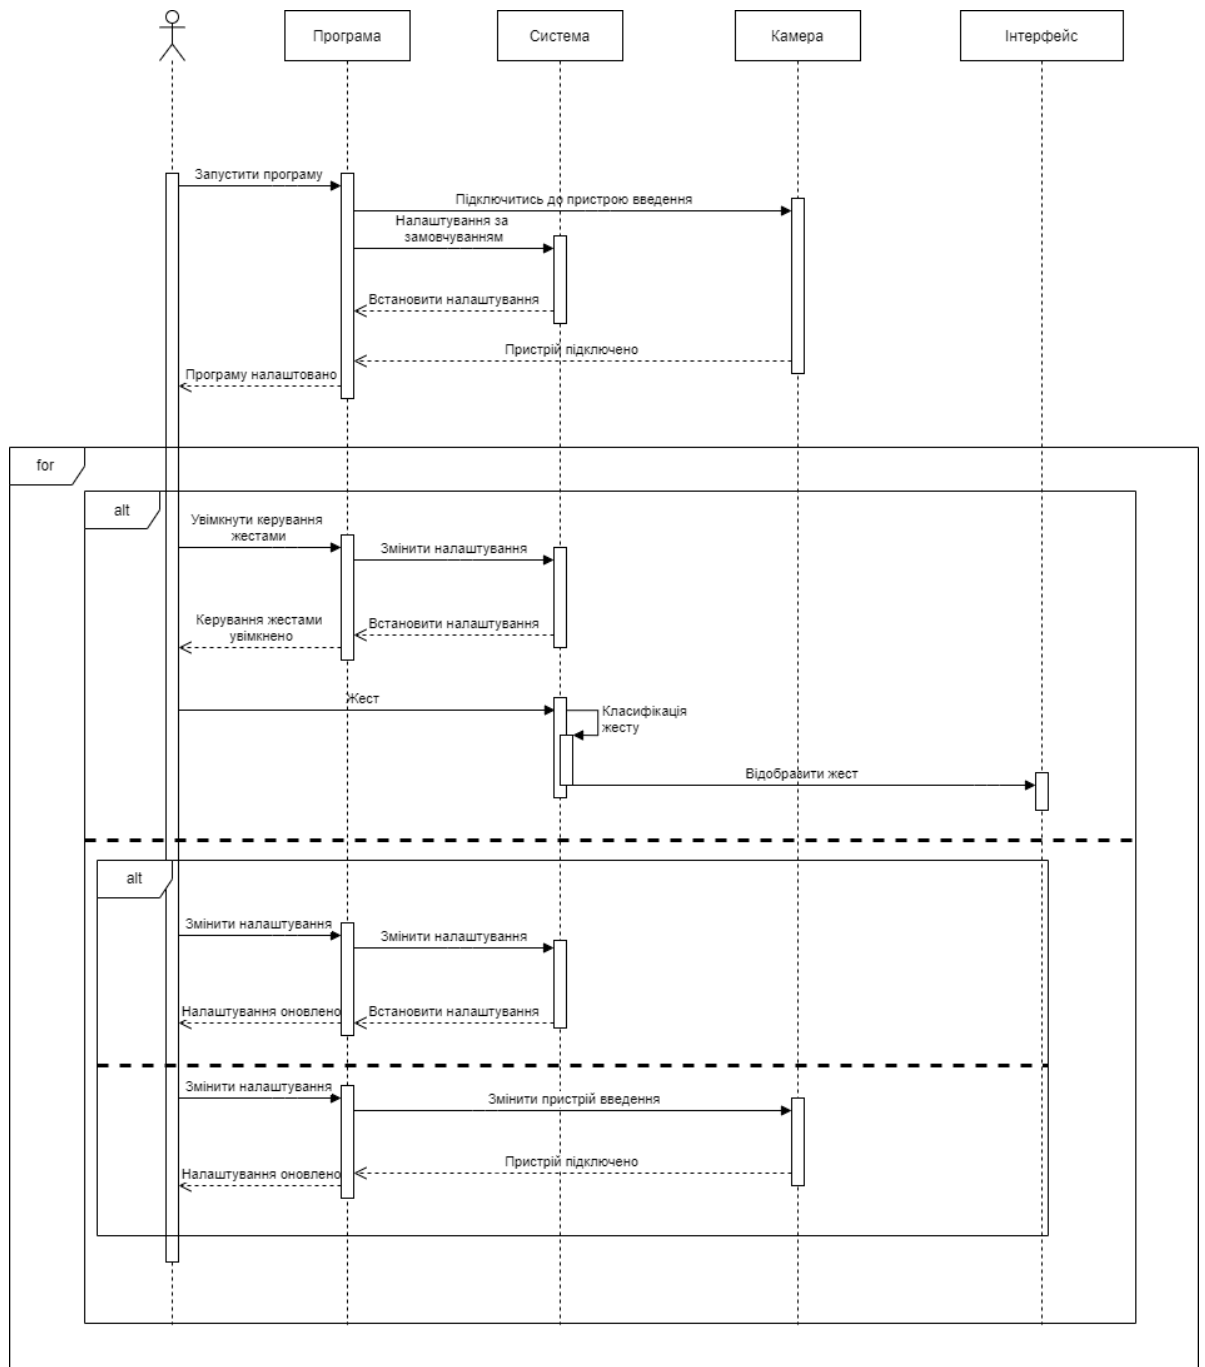 Програма
Система
Камера
Інтерфейс
Запустити програму
Підключитись до пристрою введення
Налаштування за
замовчуванням
Встановити налаштування
Пристрій підключено
Програму налаштовано
for
alt
Увімкнути керування
жестами
Змінити налаштування
Керування жестами
увімкнено
Встановити налаштування
Жест
Класифікація
жесту
Відобразити жест
alt
Змінити налаштування
Змінити налаштування
Налаштування оновлено
Встановити налаштування
Змінити налаштування
Змінити пристрій введення
Пристрій підключено
Налаштування оновлено